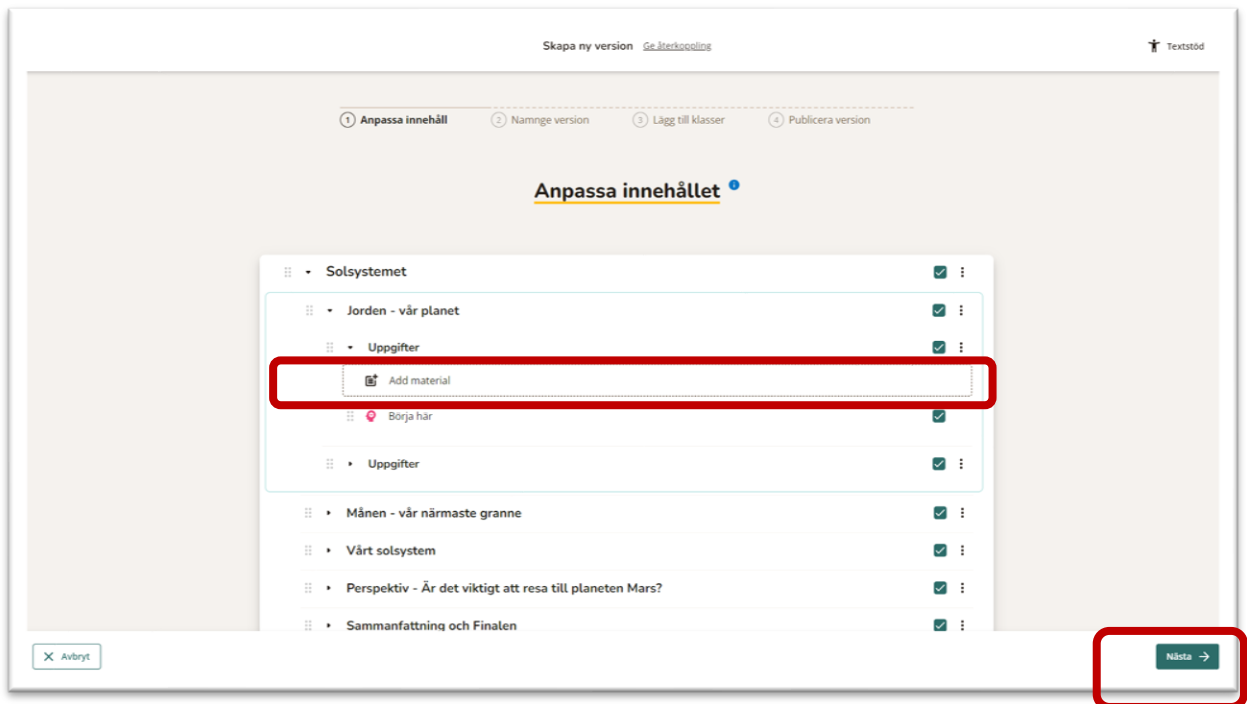 Skapa ny version Ge återkoppling Textstöd
1 Anpassa innehåll 2 Namnge version 3 Lägg till klasser 4 Publicera version
Anpassa innehållet
Solsystemet
Jorden - vår planet
Uppgifter
Add material
Börja här
Uppgifter
Månen - vår närmaste granne
Vårt solsystem
Perspektiv - Är det viktigt att resa till planeten Mars?
Sammanfattning och Finalen
Avbryt Nästa